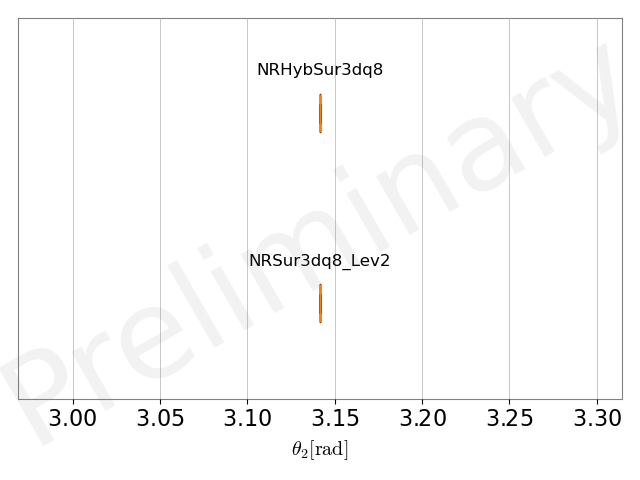 NRHybSur3dq8
NRSur3dq8_Lev2
Preliminary
3.00 3.05 3.10 3.15 3.20 3.25 3.30
θ₂[rad]